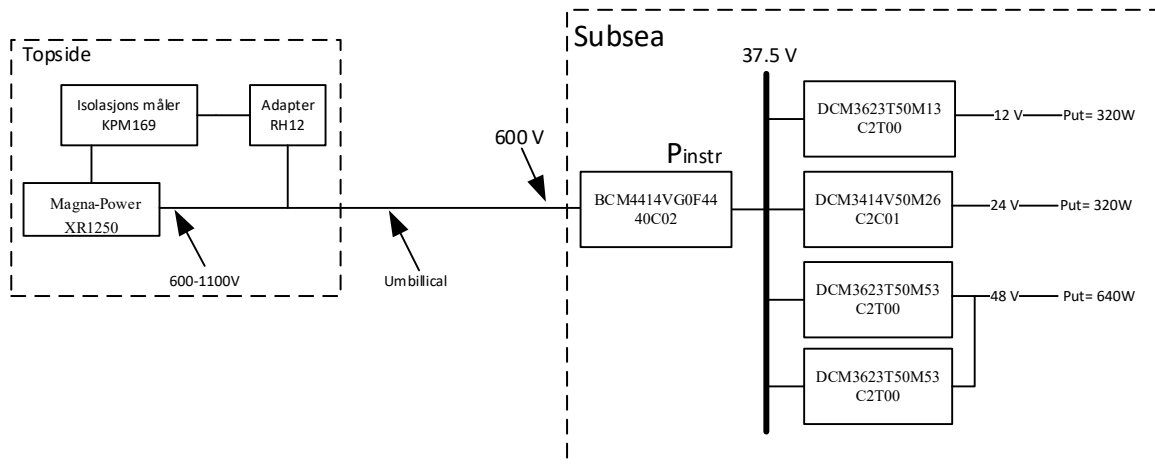 Topside
Isolasjons måler
KPM169
Adapter
RH12
Magna-Power
XR1250
600-1100V
Umbillical
600 V
Subsea
37.5 V
Pinstr
BCM4414VG0F44
40C02
DCM3623T50M13
C2T00
12 V
Put= 320W
DCM3414V50M26
C2C01
24 V
Put= 320W
DCM3623T50M53
C2T00
48 V
Put= 640W
DCM3623T50M53
C2T00